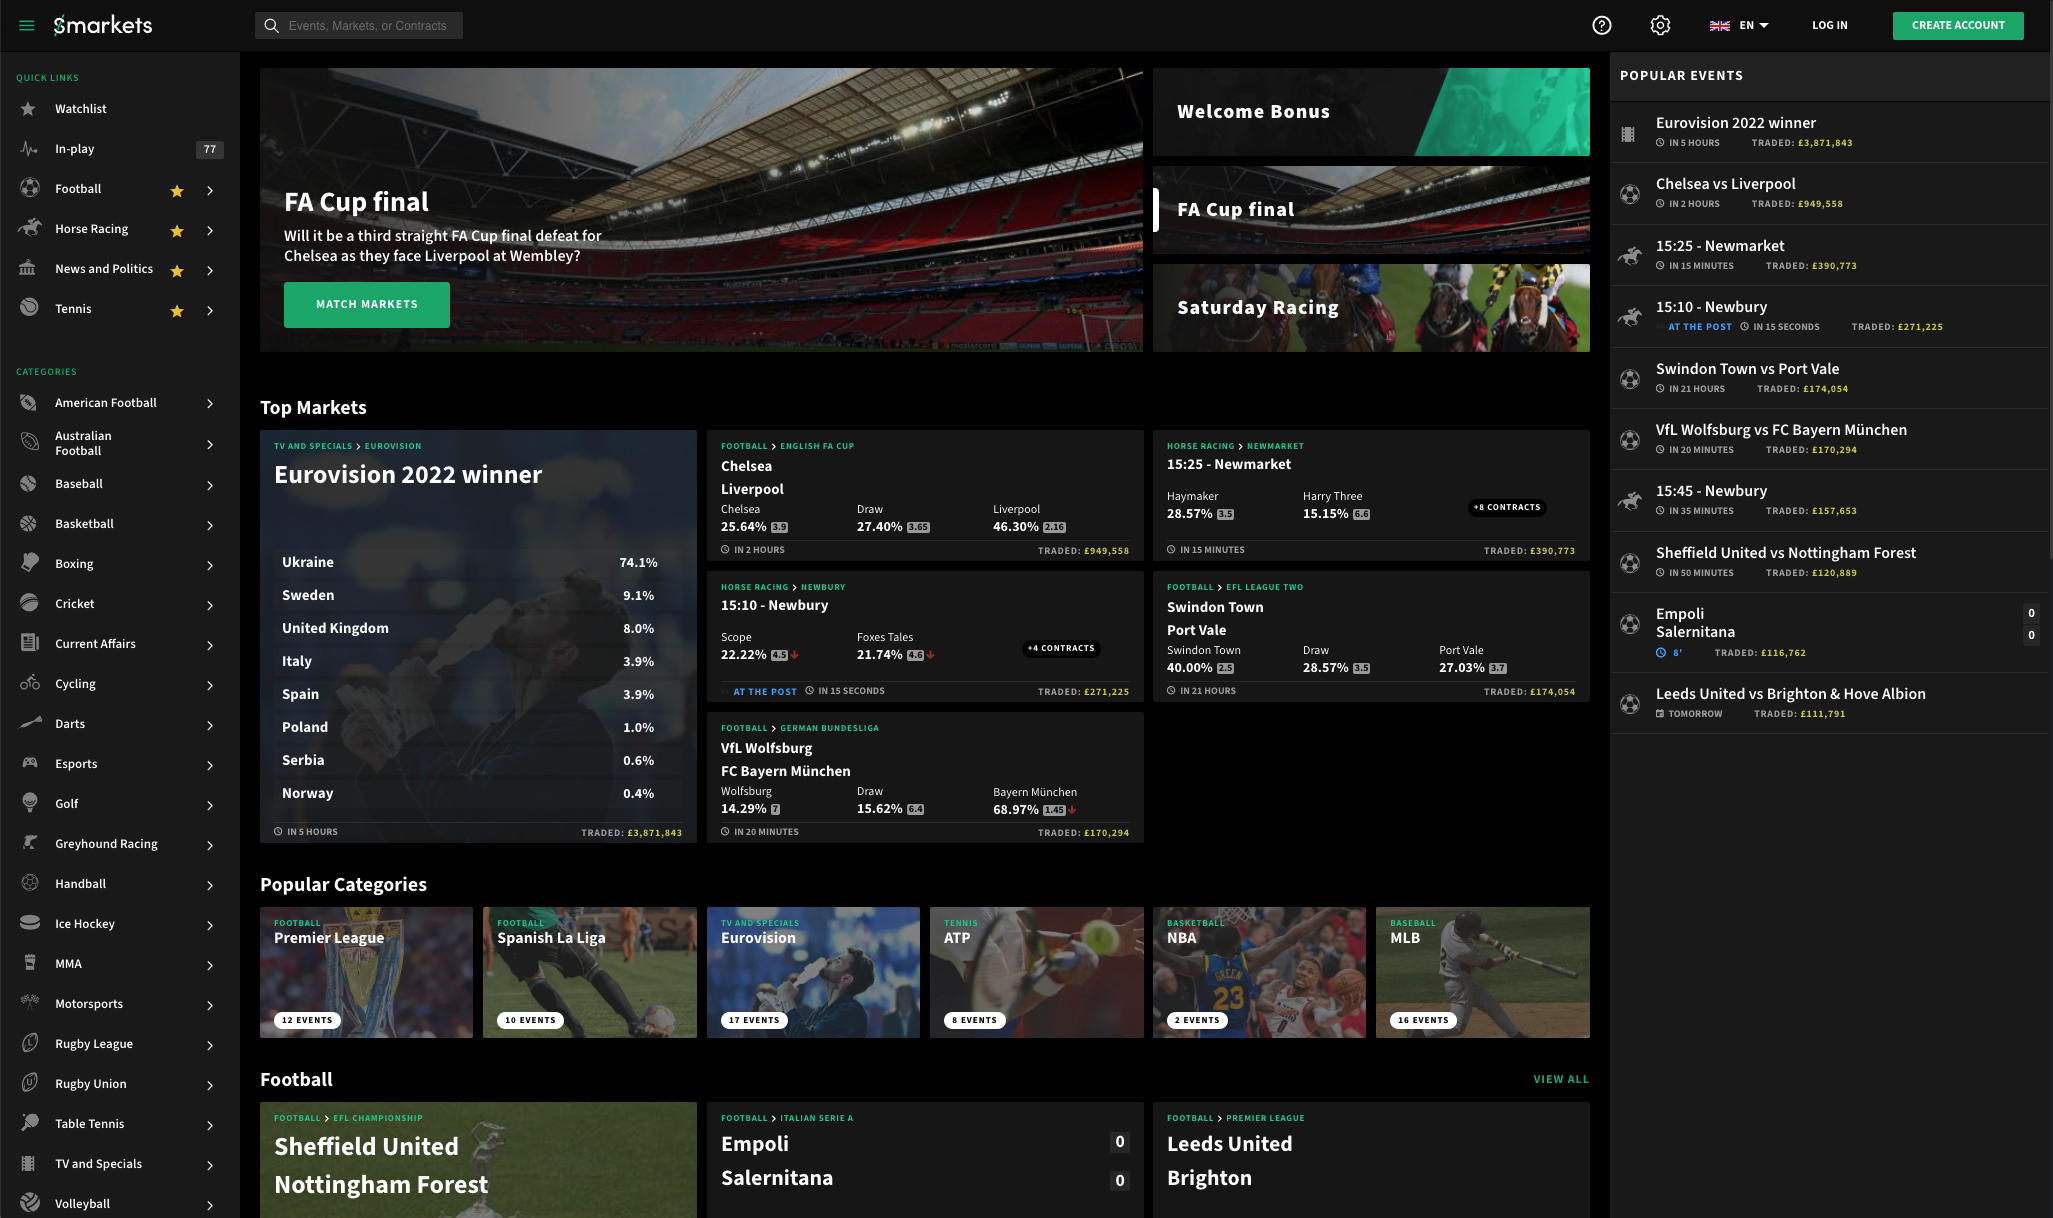 Smarkets
Events, Markets, or Contracts
EN
LOG IN
CREATE ACCOUNT
QUICK LINKS
Watchlist
In-play
77
Football
Horse Racing
News and Politics
Tennis
CATEGORIES
American Football
Australian
Football
Baseball
Basketball
Boxing
Cricket
Current Affairs
Cycling
Darts
Esports
Golf
Greyhound Racing
Handball
Ice Hockey
MMA
Motorsports
Rugby League
Rugby Union
Table Tennis
TV and Specials
Volleyball
FA Cup final
Will it be a third straight FA Cup final defeat for
Chelsea as they face Liverpool at Wembley?
MATCH MARKETS
Welcome Bonus
FA Cup final
Saturday Racing
Top Markets
TV AND SPECIALS > EUROVISION
Eurovision 2022 winner
Ukraine 74.1%
Sweden 9.1%
United Kingdom 8.0%
Italy 3.9%
Spain 3.9%
Poland 1.0%
Serbia 0.6%
Norway 0.4%
IN 5 HOURS TRADED: £3,871,843
FOOTBALL > ENGLISH FA CUP
Chelsea
Liverpool
Chelsea Draw Liverpool
25.64% 3.9 27.40% 3.65 46.30% 2.16
IN 2 HOURS TRADED: £949,558
HORSE RACING > NEWMARKET
15:25 - Newmarket
Haymaker Harry Three
28.57% 3.5 15.15% 6.6 +8 CONTRACTS
IN 15 MINUTES TRADED: £390,773
HORSE RACING > NEWBURY
15:10 - Newbury
Scope Foxes Tales
22.22% 4.5 21.74% 4.6 +4 CONTRACTS
AT THE POST IN 15 SECONDS TRADED: £271,225
FOOTBALL > EFL LEAGUE TWO
Swindon Town
Port Vale
Swindon Town Draw Port Vale
40.00% 2.5 28.57% 3.5 27.03% 3.7
IN 21 HOURS TRADED: £174,054
FOOTBALL > GERMAN BUNDESLIGA
VfL Wolfsburg
FC Bayern München
Wolfsburg Draw Bayern München
14.29% 7 15.62% 6.4 68.97% 1.45
IN 20 MINUTES TRADED: £170,294
Popular Categories
FOOTBALL
Premier League
12 EVENTS
FOOTBALL
Spanish La Liga
10 EVENTS
TV AND SPECIALS
Eurovision
17 EVENTS
TENNIS
ATP
8 EVENTS
BASKETBALL
NBA
GREEN
23
2 EVENTS
BASEBALL
MLB
16 EVENTS
Football
VIEW ALL
FOOTBALL > EFL CHAMPIONSHIP
Sheffield United
Nottingham Forest
FOOTBALL > ITALIAN SERIE A
Empoli 0
Salernitana 0
FOOTBALL > PREMIER LEAGUE
Leeds United
Brighton
POPULAR EVENTS
Eurovision 2022 winner
IN 5 HOURS TRADED: £3,871,843
Chelsea vs Liverpool
IN 2 HOURS TRADED: £949,558
15:25 - Newmarket
IN 15 MINUTES TRADED: £390,773
15:10 - Newbury
AT THE POST IN 15 SECONDS TRADED: £271,225
Swindon Town vs Port Vale
IN 21 HOURS TRADED: £174,054
VfL Wolfsburg vs FC Bayern München
IN 20 MINUTES TRADED: £170,294
15:45 - Newbury
IN 35 MINUTES TRADED: £157,653
Sheffield United vs Nottingham Forest
IN 50 MINUTES TRADED: £120,889
Empoli 0
Salernitana 0
8' TRADED: £116,762
Leeds United vs Brighton & Hove Albion
TOMORROW TRADED: £111,791